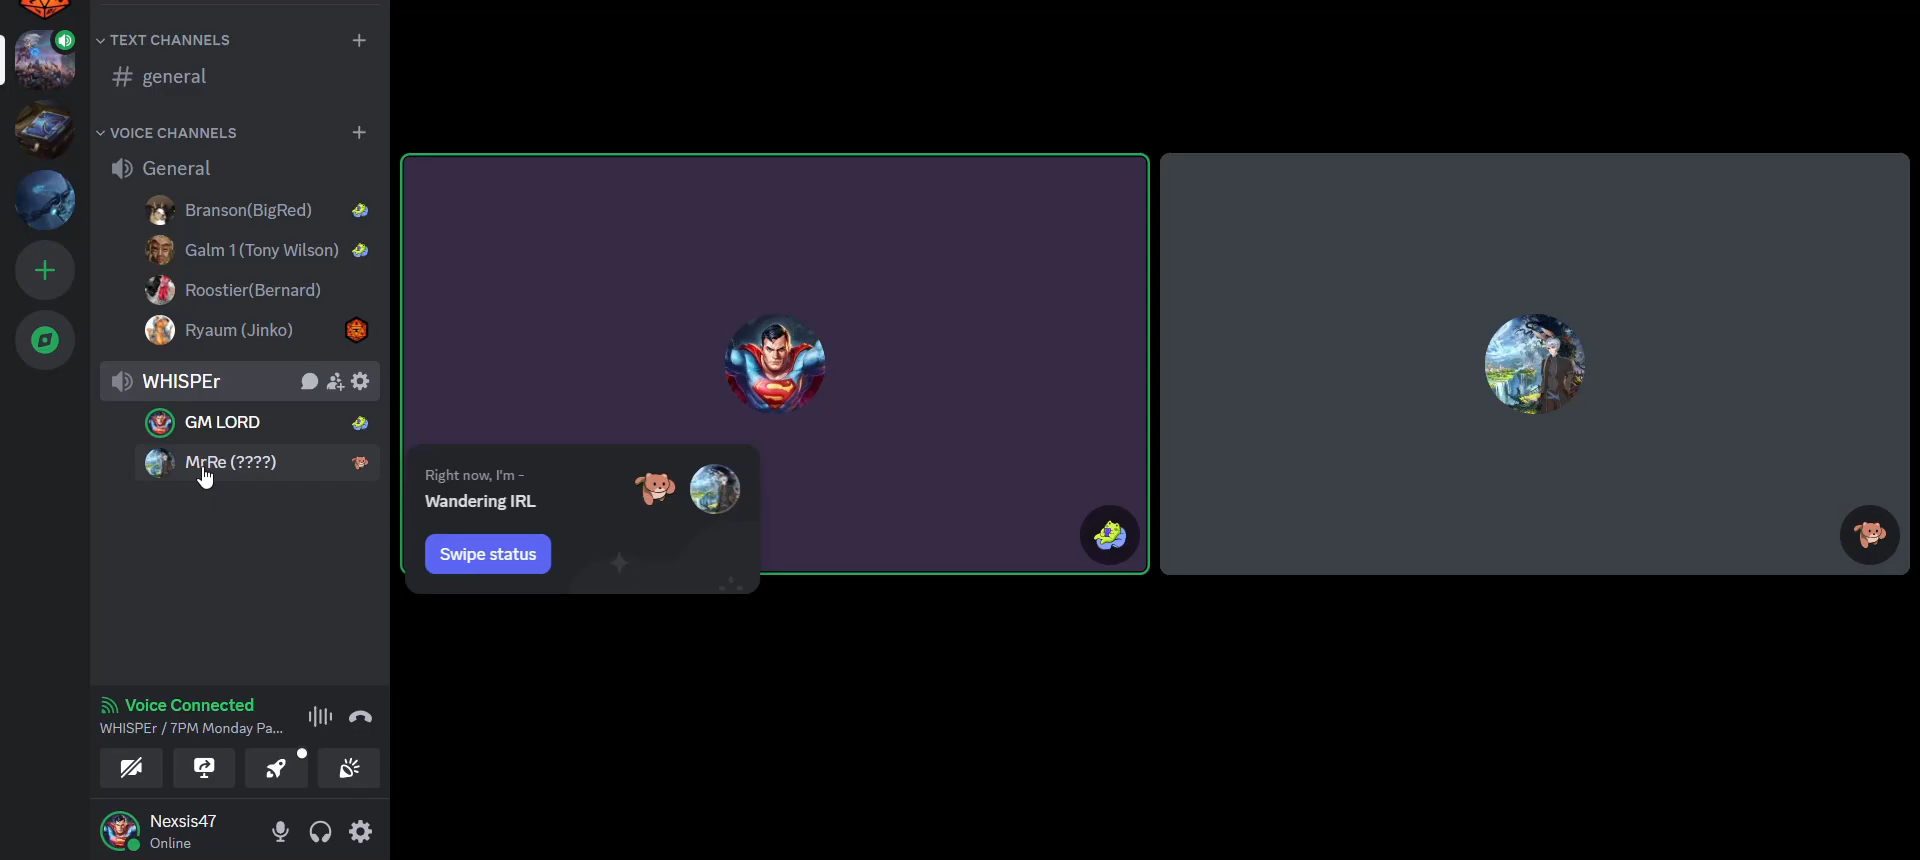 TEXT CHANNELS
general
VOICE CHANNELS
General
Branson(BigRed)
Galm 1 (Tony Wilson)
Roostier(Bernard)
Ryaum (Jinko)
WHISPEr
GM LORD
MrRe (????)
Right now, I'm -
Wandering IRL
Swipe status
Voice Connected
WHISPEr / 7PM Monday Pa...
Nexsis47
Online